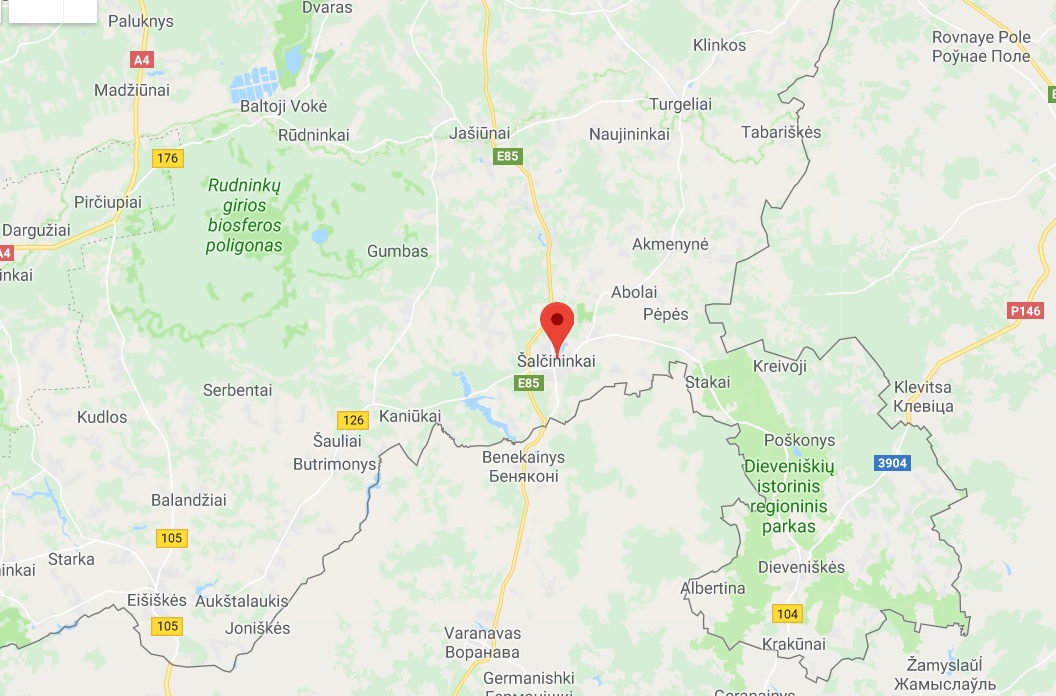 Dvaras
Paluknys
Klinkos
Rovnaye Pole
Роўнае Поле
A4
Madžiūnai
Baltoji Vokė
Turgeliai
Rūdninkai
Jašiūnai
Naujininkai
Tabariškės
E85
176
Rudninkų
girios
biosferos
poligonas
Pirčiupiai
Dargužiai
A4
inkai
Gumbas
Akmenynė
Abolai
Pėpės
P146
Šalčininkai
E85
Kreivoji
Stakai
Serbentai
Klevitsa
Клевіца
Kudlos
126
Kaniūkai
Šauliai
Butrimonys
Poškonys
Benekainys
Беняконі
3904
Dieveniškių
istorinis
regioninis
parkas
Balandžiai
105
Starka
inkai
Dieveniškės
Albertina
Eišiškės
Aukštalaukis
104
105
Joniškės
Varanavas
Воранава
Krakūnai
Germanishki
Žamyslaūĺ
Жамыслаўль